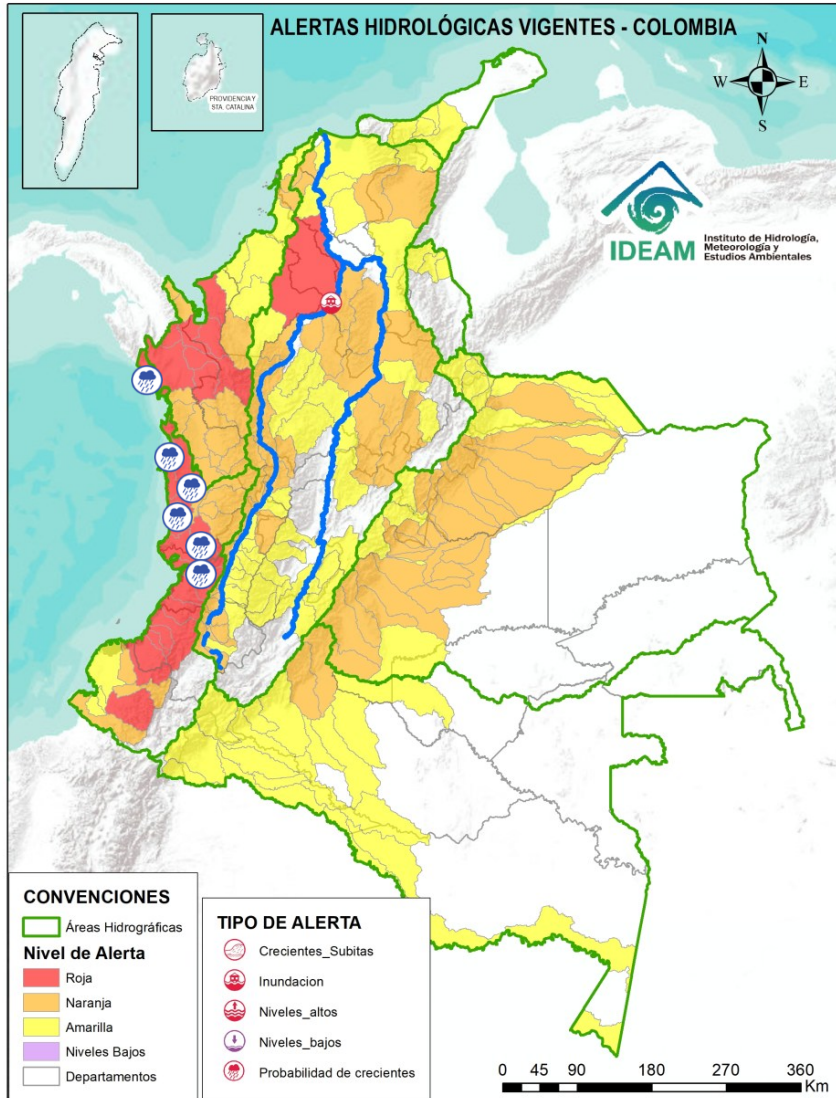 ALERTAS HIDROLÓGICAS VIGENTES - COLOMBIA
PROVIDENCIA Y
STA. CATALINA
N
W
E
S
IDEAM
Instituto de Hidrología,
Meteorología y
Estudios Ambientales
CONVENCIONES
Áreas Hidrográficas
Nivel de Alerta
Roja
Naranja
Amarilla
Niveles Bajos
Departamentos
TIPO DE ALERTA
Crecientes_Subitas
Inundacion
Niveles_altos
Niveles_bajos
Probabilidad de crecientes
0 45 90 180 270 360
Km